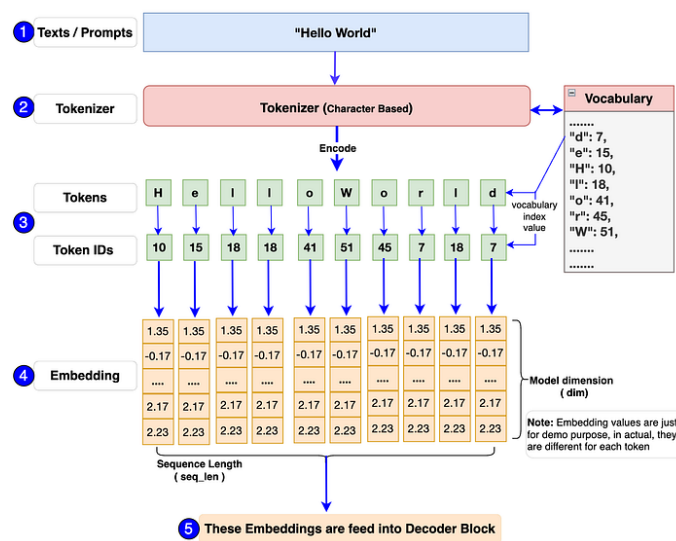 1 Texts / Prompts
"Hello World"
2 Tokenizer
Tokenizer (Character Based)
Vocabulary
.......
"d": 7,
"e": 15,
"H": 10,
"l": 18,
"o": 41,
"r": 45,
"W": 51,
.......
.......
Encode
3
Tokens
H e l l o W o r l d
vocabulary
index
value
Token IDs
10 15 18 18 41 51 45 7 18 7
4 Embedding
1.35 1.35 1.35 1.35 1.35 1.35 1.35 1.35 1.35 1.35
-0.17 -0.17 -0.17 -0.17 -0.17 -0.17 -0.17 -0.17 -0.17 -0.17
.... .... .... .... .... .... .... .... .... ....
2.17 2.17 2.17 2.17 2.17 2.17 2.17 2.17 2.17 2.17
2.23 2.23 2.23 2.23 2.23 2.23 2.23 2.23 2.23 2.23
Model dimension
( dim)
Note: Embedding values are just
for demo purpose, in actual, they
are different for each token
Sequence Length
( seq_len )
5 These Embeddings are feed into Decoder Block